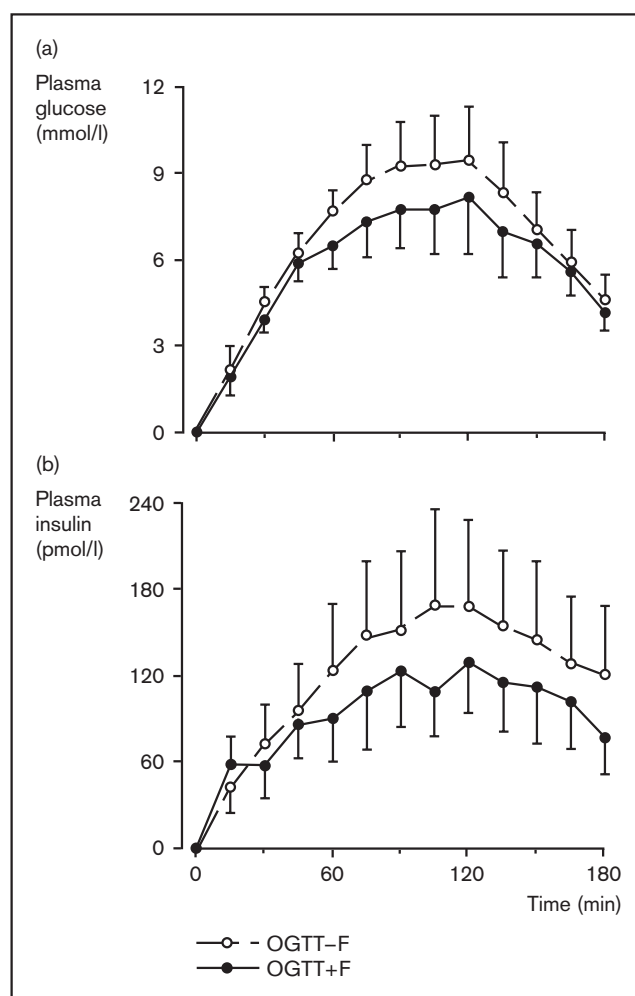 (a)
Plasma
glucose
(mmol/l)
12
9
6
3
0
(b)
Plasma
insulin
(pmol/l)
240
180
120
60
0
0 60 120 180
Time (min)
OGTT–F
OGTT+F